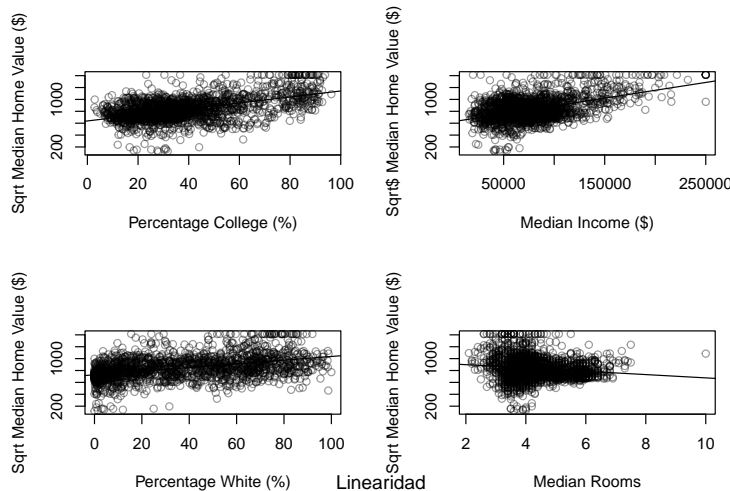 Sqrt Median Home Value ($)
200 1000
0 20 40 60 80 100
Percentage College (%)
Sqrt$ Median Home Value ($)
200 1000
50000 150000 250000
Median Income ($)
Sqrt Median Home Value ($)
200 1000
0 20 40 60 80 100
Percentage White (%)
Sqrt Median Home Value ($)
200 1000
2 4 6 8 10
Median Rooms
Linearidad